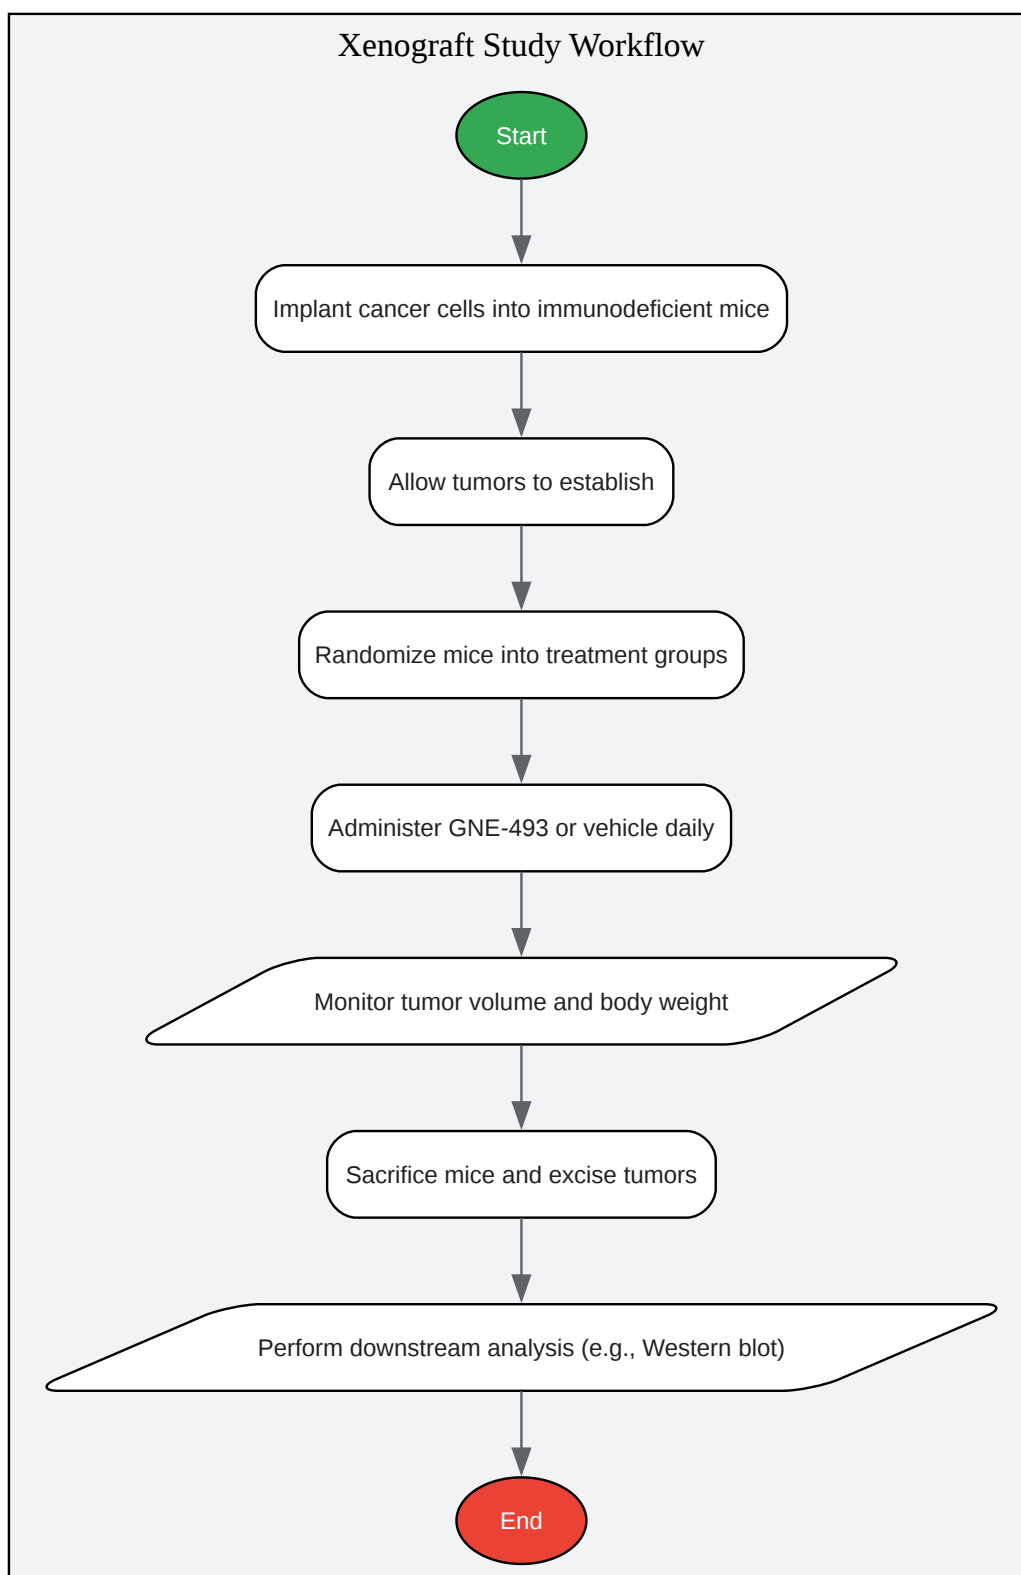 Xenograft Study Workflow
Start
Implant cancer cells into immunodeficient mice
Allow tumors to establish
Randomize mice into treatment groups
Administer GNE-493 or vehicle daily
Monitor tumor volume and body weight
Sacrifice mice and excise tumors
Perform downstream analysis (e.g., Western blot)
End